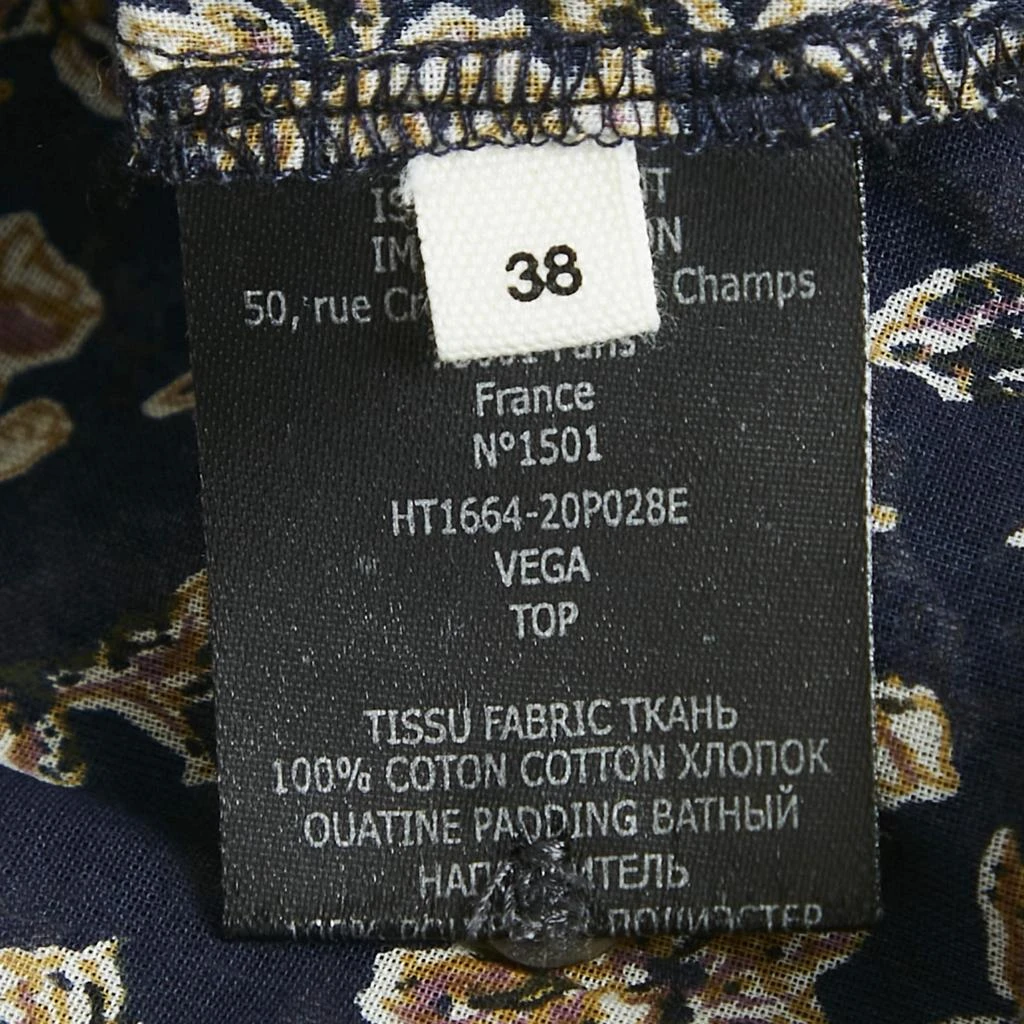 38
50, rue Champs
France
Nº1501
HT1664-20P028E
VEGA
TOP
TISSU FABRIC ТКАНЬ
100% COTON COTTON ХЛОПОК
OUATINE PADDING ВАТНЫЙ